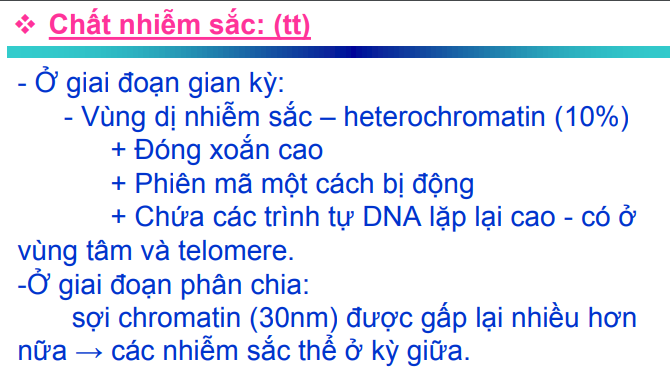 ❖ Chất nhiễm sắc: (tt)
- Ở giai đoạn gian kỳ:
- Vùng dị nhiễm sắc – heterochromatin (10%)
+ Đóng xoắn cao
+ Phiên mã một cách bị động
+ Chứa các trình tự DNA lặp lại cao - có ở
vùng tâm và telomere.
-Ở giai đoạn phân chia:
sợi chromatin (30nm) được gấp lại nhiều hơn
nữa → các nhiễm sắc thể ở kỳ giữa.